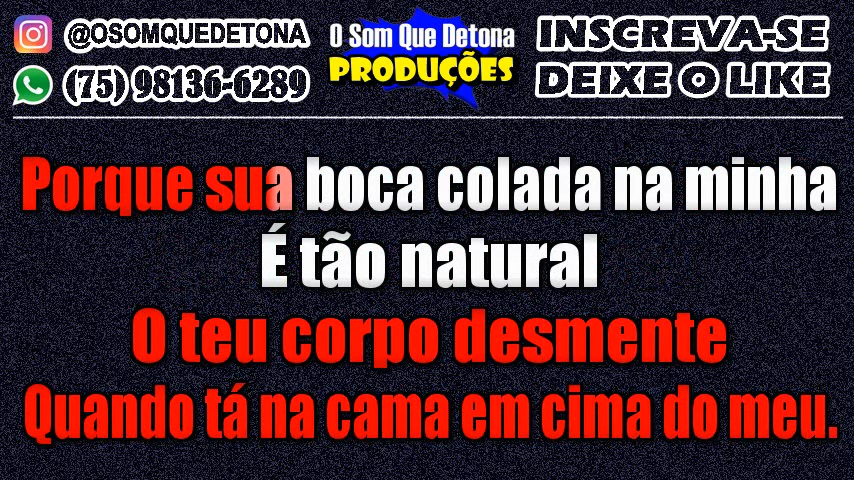 @OSOMQUEDETONA
(75) 98136-6289
O Som Que Detona
PRODUÇÕES
INSCREVA-SE
DEIXE O LIKE
Porque sua boca colada na minha
É tão natural
O teu corpo desmente
Quando tá na cama em cima do meu.